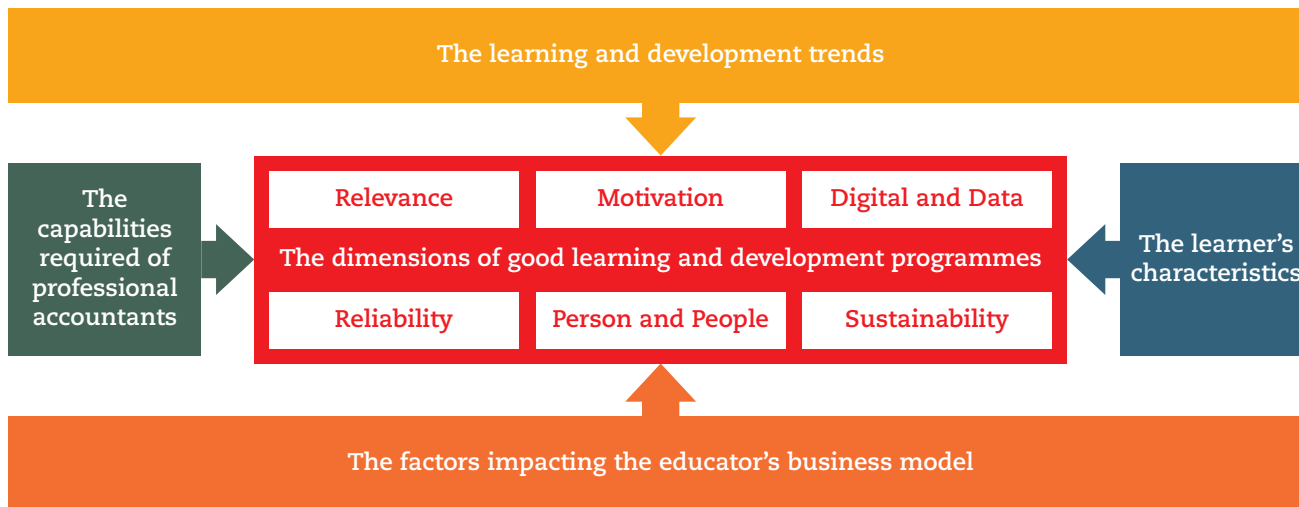 The learning and development trends
The
capabilities
required of
professional
accountants
Relevance
Motivation
Digital and Data
The dimensions of good learning and development programmes
Reliability
Person and People
Sustainability
The learner’s
characteristics
The factors impacting the educator’s business model